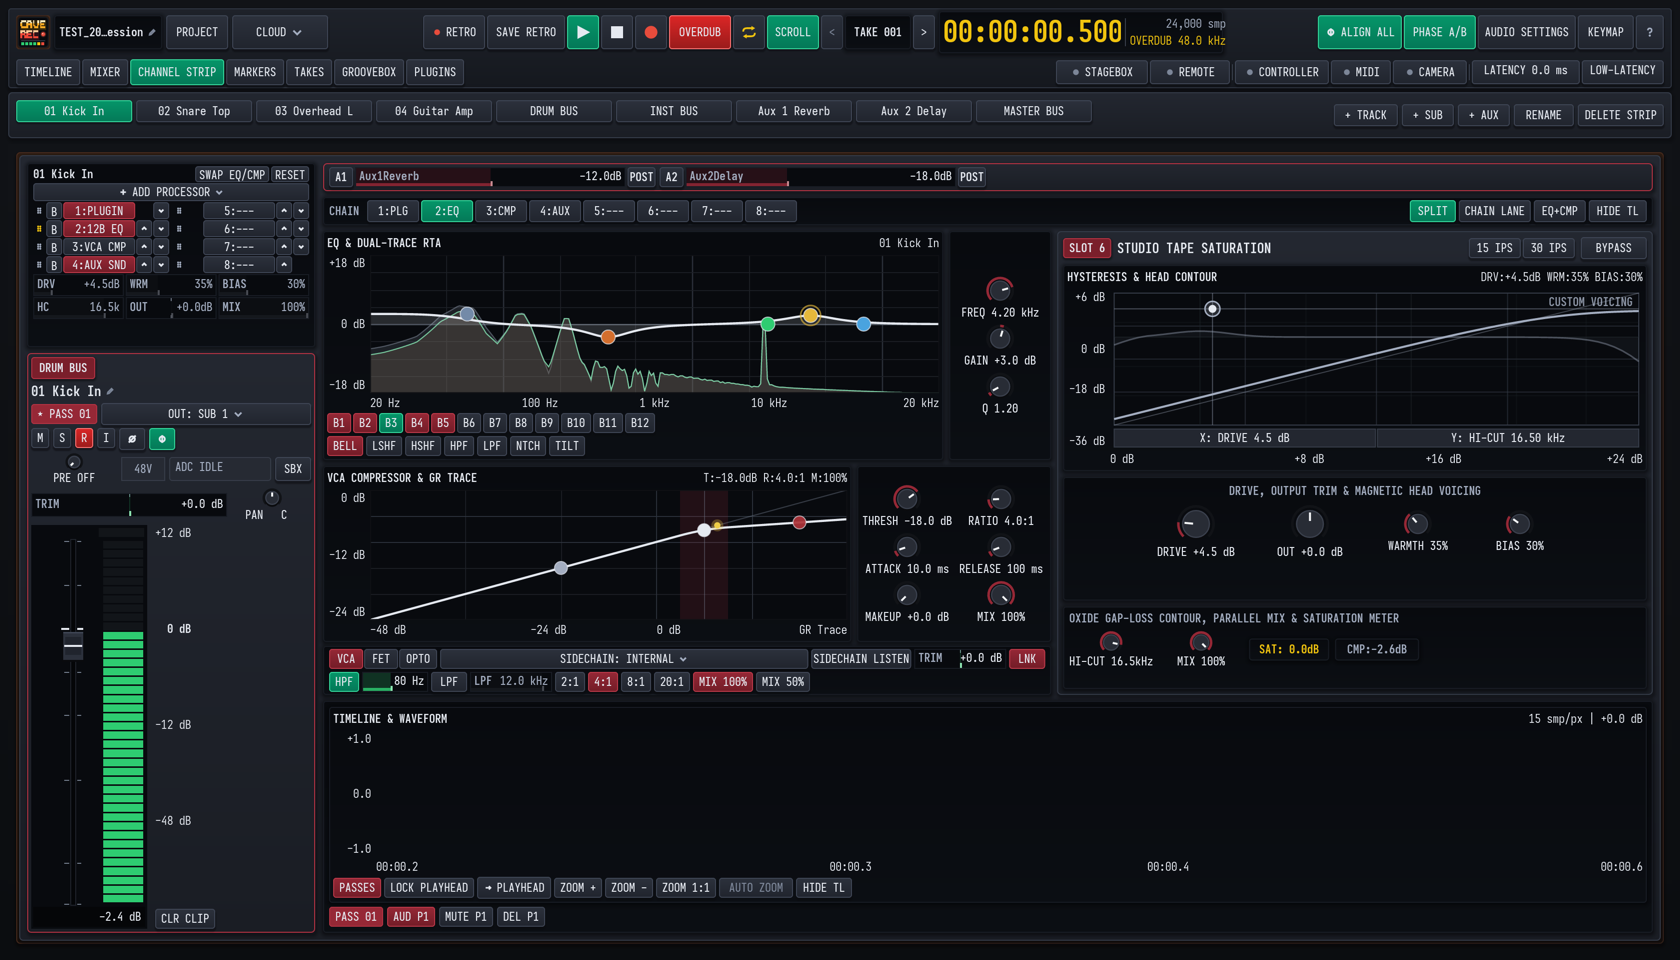 CAVE REC TEST_20…ession PROJECT CLOUD RETRO SAVE RETRO OVERDUB SCROLL < TAKE 001 > 00:00:00.500 24,000 smp ALIGN ALL PHASE A/B AUDIO SETTINGS KEYMAP ?
OVERDUB 48.0 kHz
TIMELINE MIXER CHANNEL STRIP MARKERS TAKES GROOVEBOX PLUGINS STAGEBOX REMOTE CONTROLLER MIDI CAMERA LATENCY 0.0 ms LOW-LATENCY
01 Kick In 02 Snare Top 03 Overhead L 04 Guitar Amp DRUM BUS INST BUS Aux 1 Reverb Aux 2 Delay MASTER BUS + TRACK + SUB + AUX RENAME DELETE STRIP
01 Kick In SWAP EQ/CMP RESET
+ ADD PROCESSOR
B 1:PLUGIN 5:---
B 2:12B EQ 6:---
B 3:VCA CMP 7:---
B 4:AUX SND 8:---
DRV +4.5dB WRM 35% BIAS 30%
HC 16.5k OUT +0.0dB MIX 100%
DRUM BUS
01 Kick In
* PASS 01 OUT: SUB 1
M S R I ø Φ
PRE OFF 48V ADC IDLE SBX
TRIM +0.0 dB PAN C
+12 dB
0 dB
-12 dB
-48 dB
-2.4 dB CLR CLIP
A1 Aux1Reverb -12.0dB POST A2 Aux2Delay -18.0dB POST
CHAIN 1:PLG 2:EQ 3:CMP 4:AUX 5:--- 6:--- 7:--- 8:--- SPLIT CHAIN LANE EQ+CMP HIDE TL
EQ & DUAL-TRACE RTA 01 Kick In
+18 dB
0 dB
-18 dB
20 Hz 100 Hz 1 kHz 10 kHz 20 kHz
FREQ 4.20 kHz
GAIN +3.0 dB
Q 1.20
B1 B2 B3 B4 B5 B6 B7 B8 B9 B10 B11 B12
BELL LSHF HSHF HPF LPF NTCH TILT
VCA COMPRESSOR & GR TRACE T:-18.0dB R:4.0:1 M:100%
0 dB
-12 dB
-24 dB
-48 dB -24 dB 0 dB GR Trace
THRESH -18.0 dB RATIO 4.0:1
ATTACK 10.0 ms RELEASE 100 ms
MAKEUP +0.0 dB MIX 100%
VCA FET OPTO SIDECHAIN: INTERNAL SIDECHAIN LISTEN TRIM +0.0 dB LNK
HPF 80 Hz LPF LPF 12.0 kHz 2:1 4:1 8:1 20:1 MIX 100% MIX 50%
SLOT 6 STUDIO TAPE SATURATION 15 IPS 30 IPS BYPASS
HYSTERESIS & HEAD CONTOUR DRV:+4.5dB WRM:35% BIAS:30%
+6 dB CUSTOM VOICING
0 dB
-18 dB
-36 dB X: DRIVE 4.5 dB Y: HI-CUT 16.50 kHz
0 dB +8 dB +16 dB +24 dB
DRIVE, OUTPUT TRIM & MAGNETIC HEAD VOICING
DRIVE +4.5 dB OUT +0.0 dB WARMTH 35% BIAS 30%
OXIDE GAP-LOSS CONTOUR, PARALLEL MIX & SATURATION METER
HI-CUT 16.5kHz MIX 100% SAT: 0.0dB CMP:-2.6dB
TIMELINE & WAVEFORM 15 smp/px | +0.0 dB
+1.0
0.0
-1.0
00:00.2 00:00.3 00:00.4 00:00.6
PASSES LOCK PLAYHEAD → PLAYHEAD ZOOM + ZOOM - ZOOM 1:1 AUTO ZOOM HIDE TL
PASS 01 AUD P1 MUTE P1 DEL P1